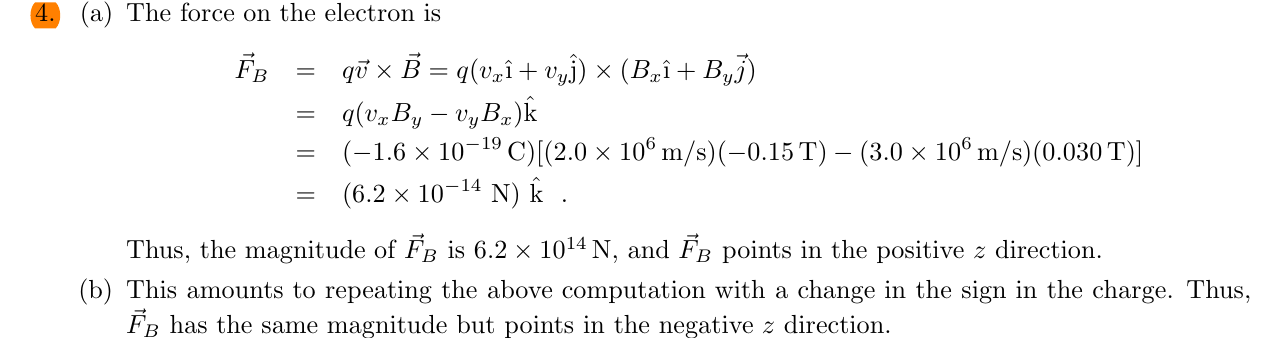 4. (a) The force on the electron is
F⃗_B = qv⃗ × B⃗ = q(v_x î + v_y ĵ) × (B_x î + B_y j⃗)
= q(v_x B_y − v_y B_x)k̂
= (−1.6 × 10⁻¹⁹ C)[(2.0 × 10⁶ m/s)(−0.15 T) − (3.0 × 10⁶ m/s)(0.030 T)]
= (6.2 × 10⁻¹⁴ N) k̂ .
Thus, the magnitude of F⃗_B is 6.2 × 10¹⁴ N, and F⃗_B points in the positive z direction.
(b) This amounts to repeating the above computation with a change in the sign in the charge. Thus,
F⃗_B has the same magnitude but points in the negative z direction.